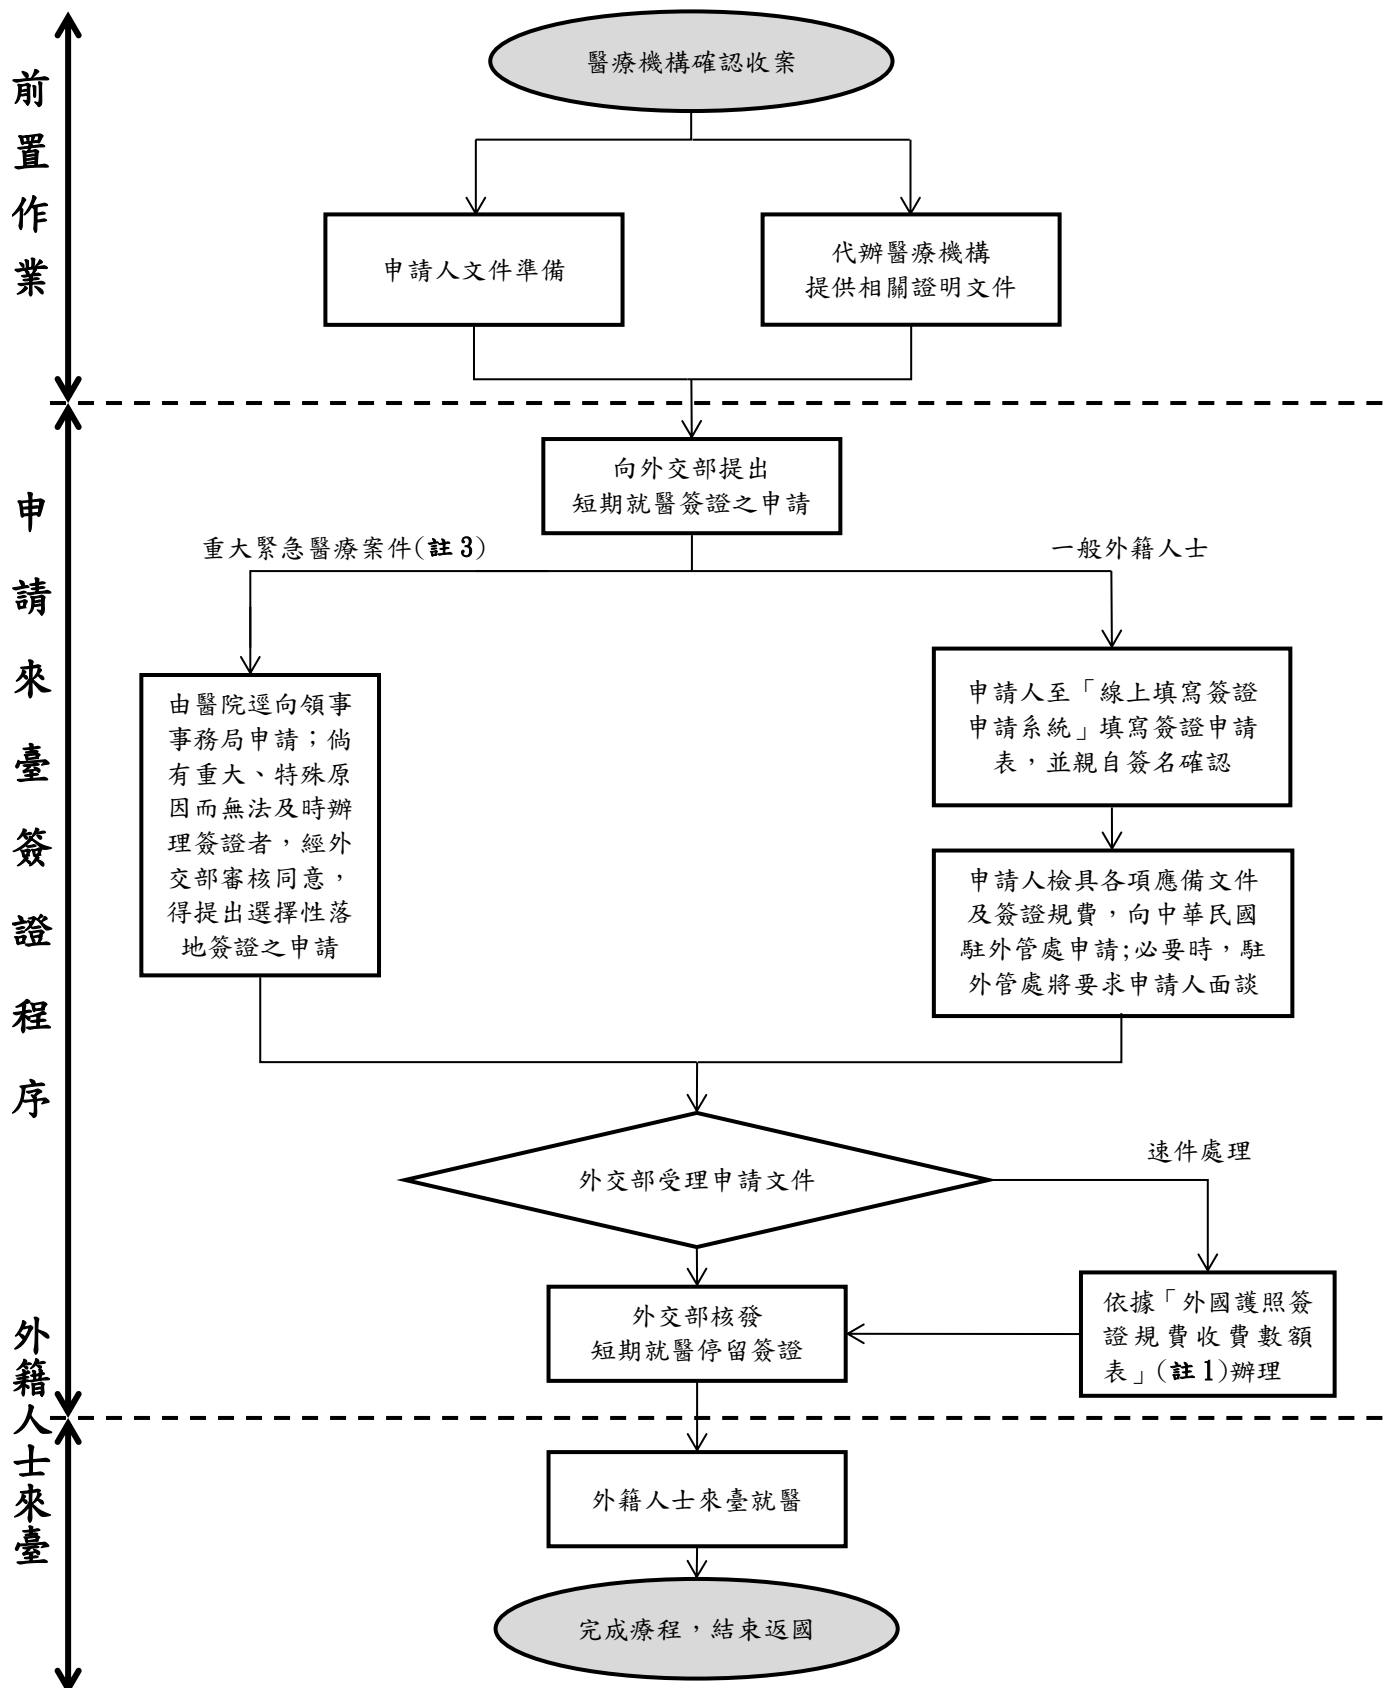 前置作業
醫療機構確認收案
申請人文件準備
代辦醫療機構
提供相關證明文件
申請來臺簽證程序
向外交部提出
短期就醫簽證之申請
重大緊急醫療案件(註3)
一般外籍人士
由醫院逕向領事
事務局申請；倘
有重大、特殊原
因而無法及時辦
理簽證者，經外
交部審核同意，
得提出選擇性落
地簽證之申請
申請人至「線上填寫簽證
申請系統」填寫簽證申請
表，並親自簽名確認
申請人檢具各項應備文件
及簽證規費，向中華民國
駐外管處申請;必要時，駐
外管處將要求申請人面談
外交部受理申請文件
速件處理
外交部核發
短期就醫停留簽證
依據「外國護照簽
證規費收費數額
表」(註1)辦理
外籍人士來臺
外籍人士來臺就醫
完成療程，結束返國